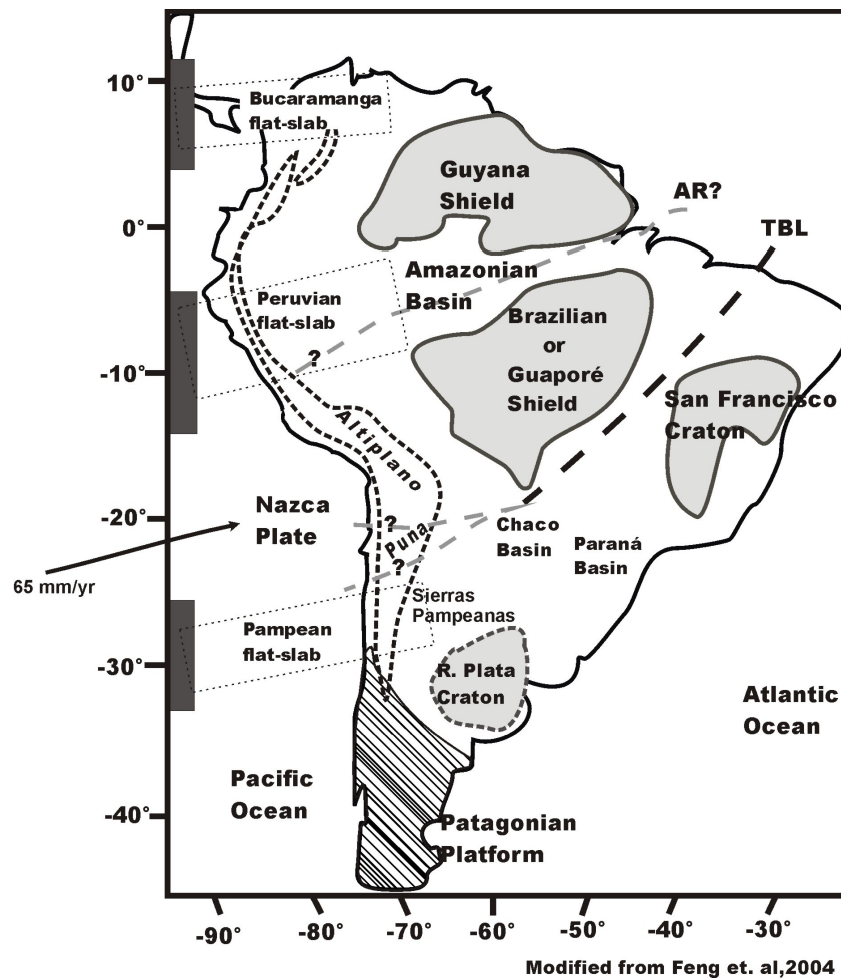 10°
Bucaramanga
flat-slab
Guyana
Shield
AR?
0°
TBL
Amazonian
Basin
Peruvian
flat-slab
?
Brazilian
or
Guaporé
Shield
-10°
San Francisco
Craton
Altiplano
Nazca
Plate
-20°
?
Puna
?
Chaco
Basin
Paraná
Basin
65 mm/yr
Sierras
Pampeanas
Pampean
flat-slab
-30°
R. Plata
Craton
Atlantic
Ocean
Pacific
Ocean
-40°
Patagonian
Platform
-90° -80° -70° -60° -50° -40° -30°
Modified from Feng et. al,2004